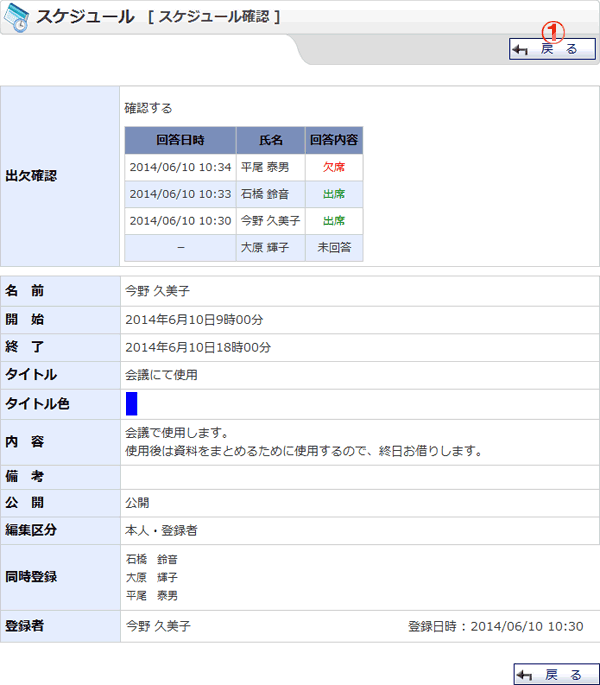 スケジュール [ スケジュール確認 ]
①
戻 る
出欠確認
確認する
回答日時 氏名 回答内容
2014/06/10 10:34 平尾 泰男 欠席
2014/06/10 10:33 石橋 鈴音 出席
2014/06/10 10:30 今野 久美子 出席
− 大原 輝子 未回答
名 前 今野 久美子
開 始 2014年6月10日9時00分
終 了 2014年6月10日18時00分
タイトル 会議にて使用
タイトル色
内 容
会議で使用します。
使用後は資料をまとめるために使用するので、終日お借りします。
備 考
公 開 公開
編集区分 本人・登録者
同時登録
石橋 鈴音
大原 輝子
平尾 泰男
登録者 今野 久美子 登録日時：2014/06/10 10:30
戻 る